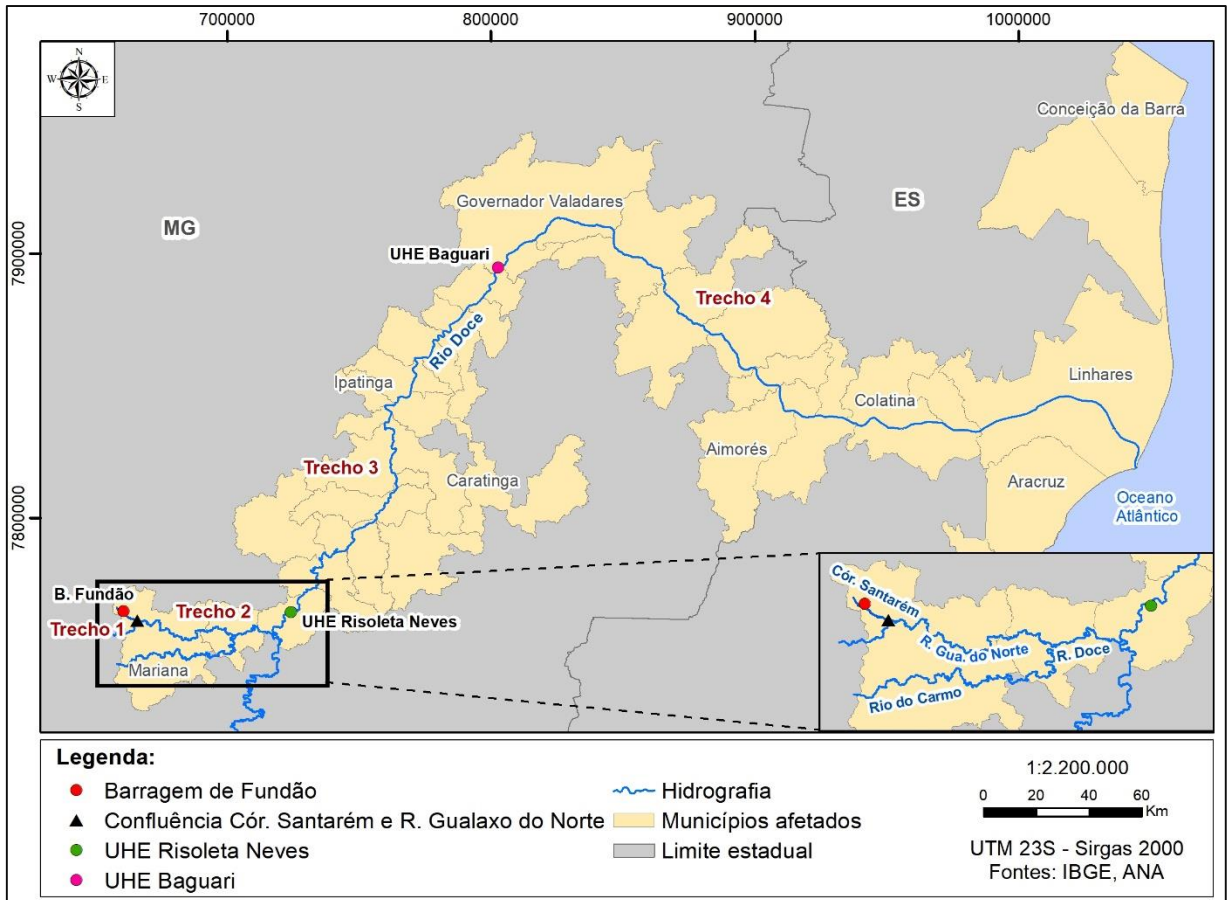 700000
800000
900000
1000000
N
W
E
S
Conceição da Barra
Governador Valadares
ES
MG
UHE Baguari
7900000
Trecho 4
Rio Doce
Ipatinga
Linhares
Colatina
Aimorés
Trecho 3
Caratinga
Aracruz
7800000
Oceano
Atlântico
B. Fundão
Trecho 2
Trecho 1
UHE Risoleta Neves
Mariana
Cór. Santarém
R. Gua. do Norte
R. Doce
Rio do Carmo
Legenda:
Barragem de Fundão
Confluência Cór. Santarém e R. Gualaxo do Norte
UHE Risoleta Neves
UHE Baguari
Hidrografia
Municípios afetados
Limite estadual
1:2.200.000
0 20 40 60
Km
UTM 23S - Sirgas 2000
Fontes: IBGE, ANA